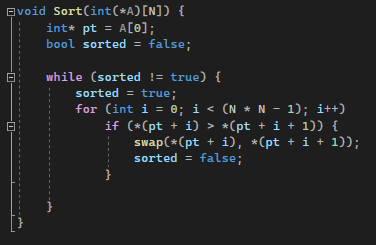 void Sort(int(*A)[N]) {
    int* pt = A[0];
    bool sorted = false;

    while (sorted != true) {
        sorted = true;
        for (int i = 0; i < (N * N - 1); i++)
            if (*(pt + i) > *(pt + i + 1)) {
                swap(*(pt + i), *(pt + i + 1));
                sorted = false;
            }

    }
}